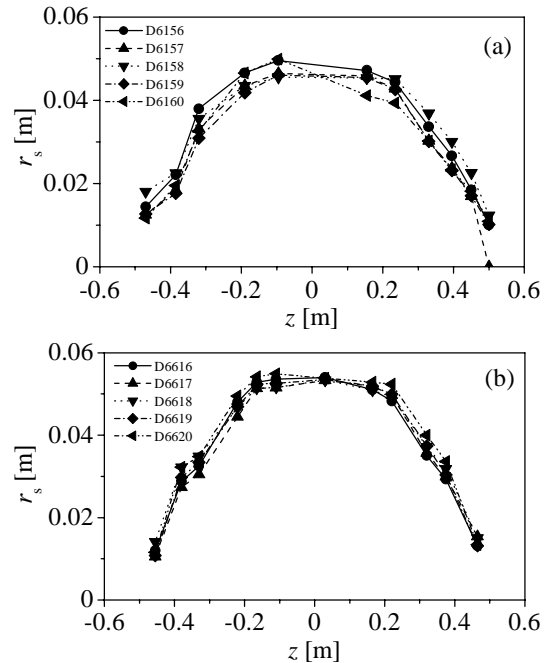 0.06
D6156
D6157
D6158
D6159
D6160
(a)
0.04
r_s [m]
0.02
0
-0.6 -0.4 -0.2 0 0.2 0.4 0.6
z [m]
0.06
D6616
D6617
D6618
D6619
D6620
(b)
0.04
r_s [m]
0.02
0
-0.6 -0.4 -0.2 0 0.2 0.4 0.6
z [m]